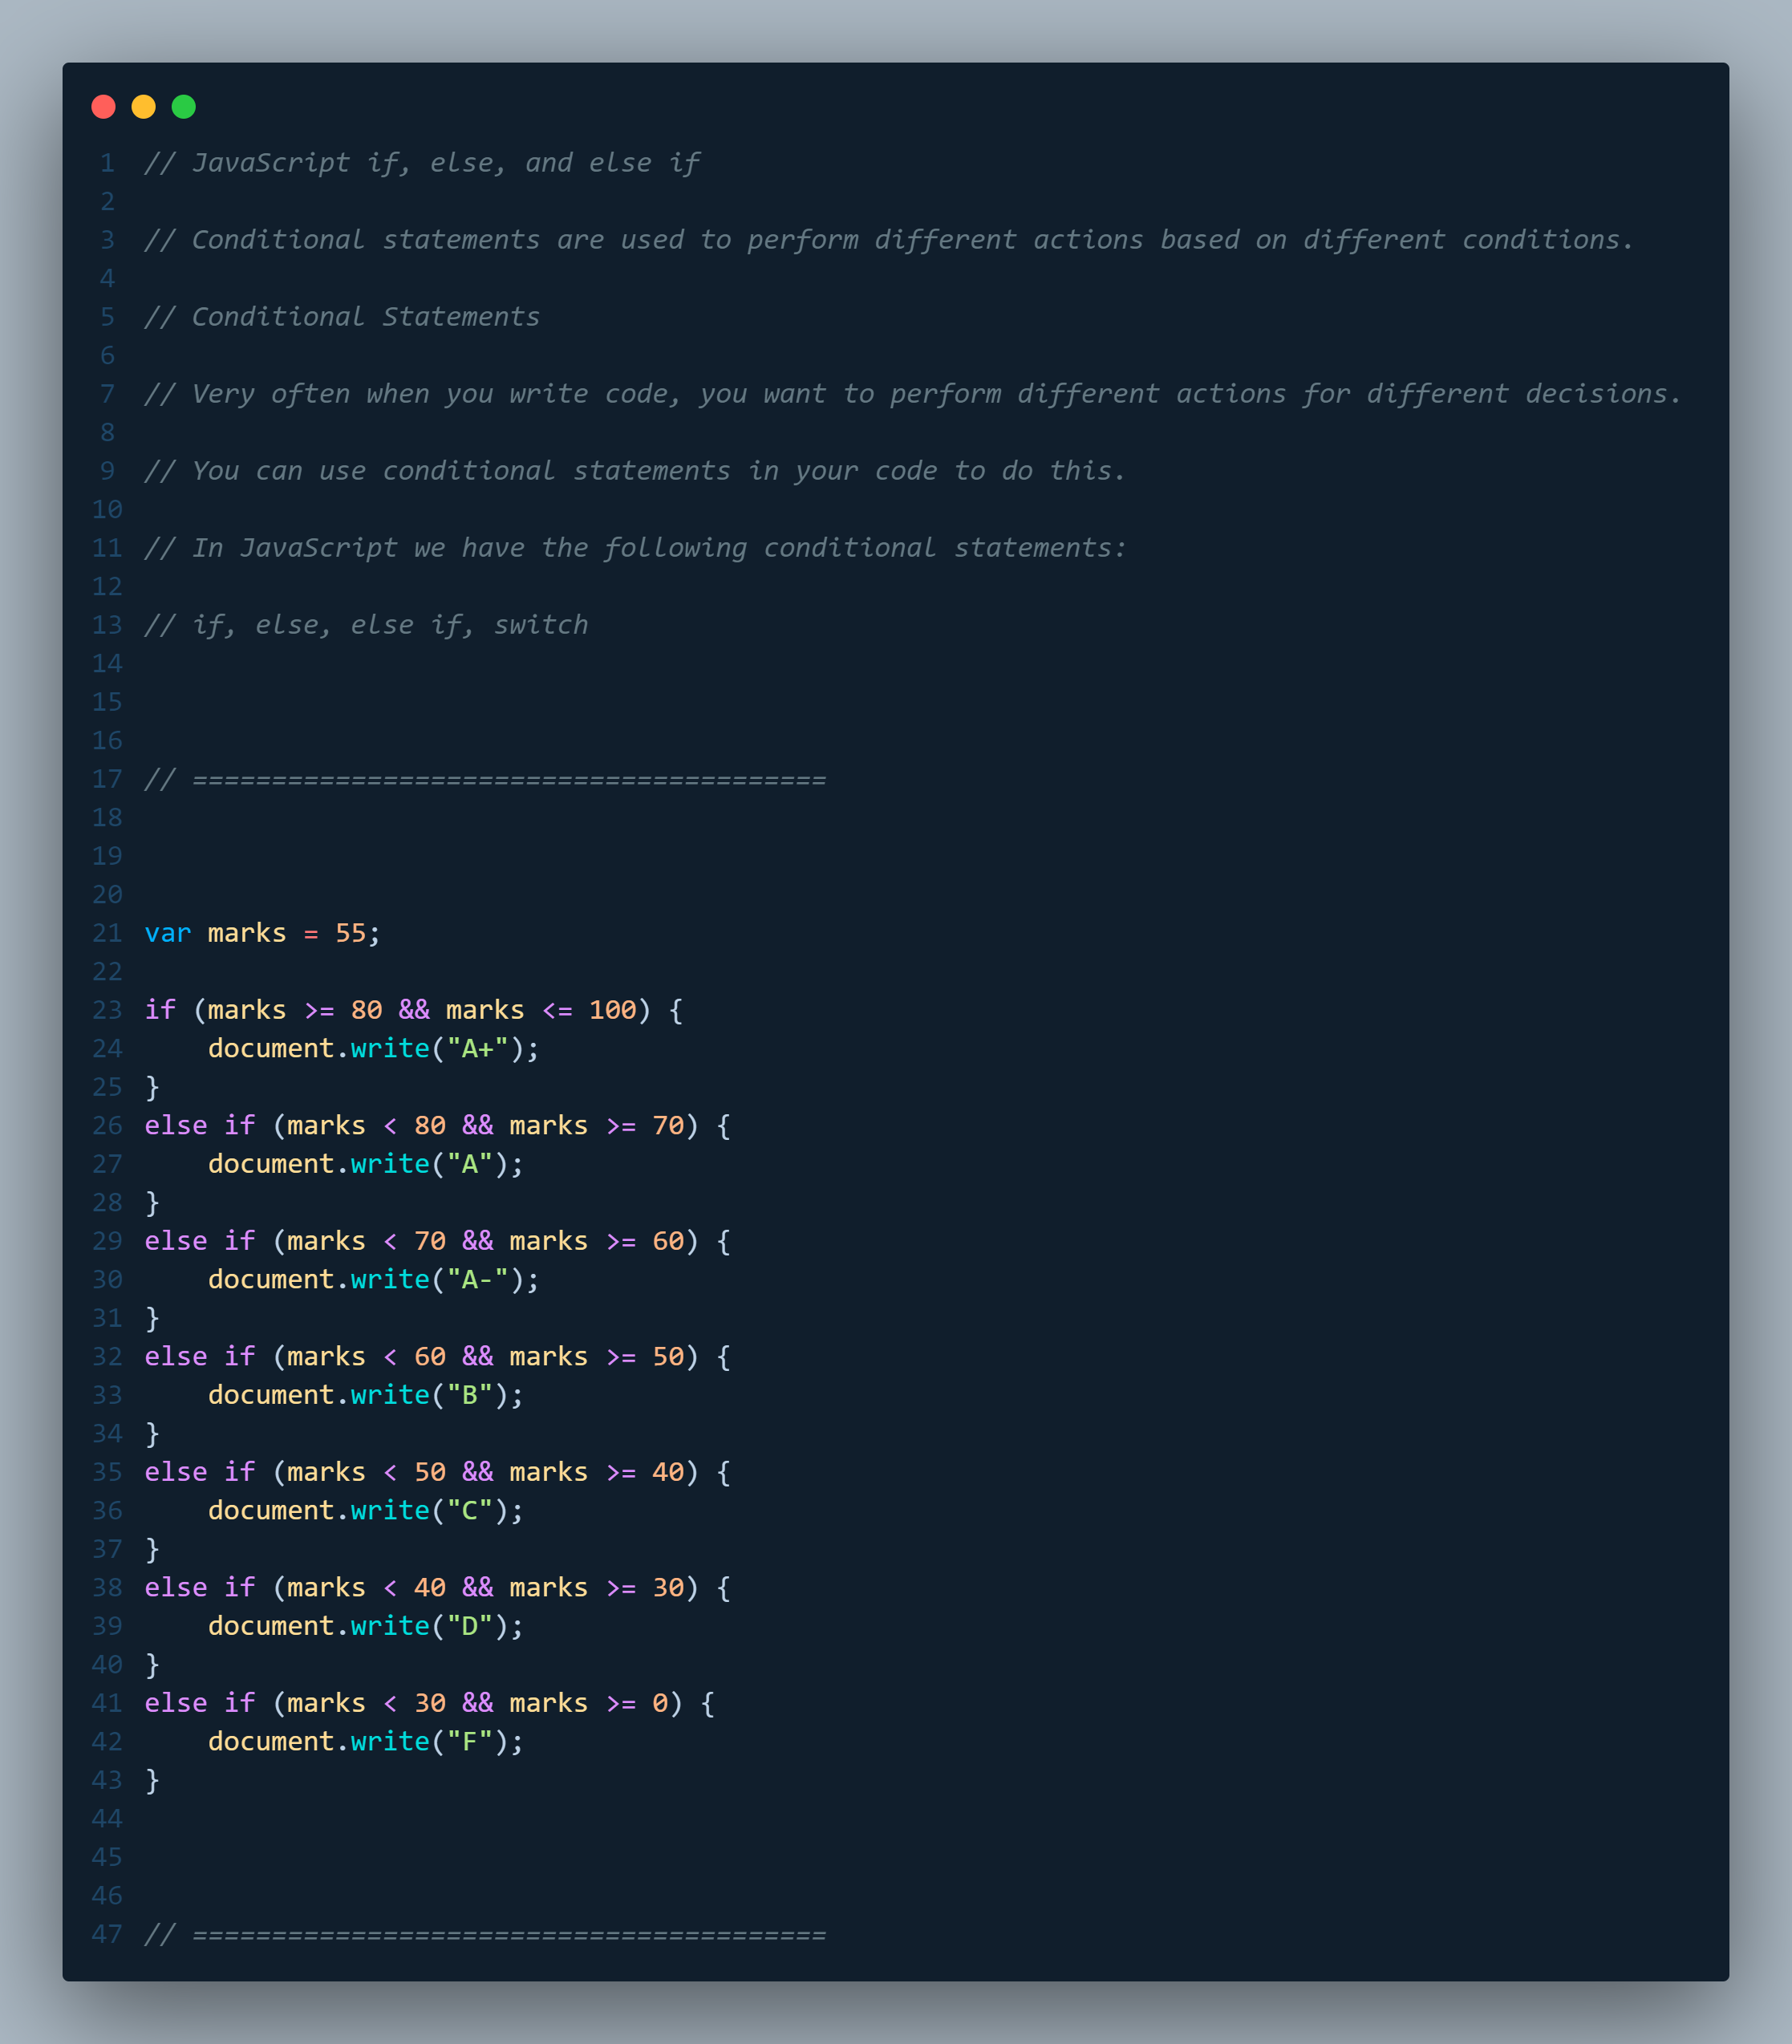 1 // JavaScript if, else, and else if
2
3 // Conditional statements are used to perform different actions based on different conditions.
4
5 // Conditional Statements
6
7 // Very often when you write code, you want to perform different actions for different decisions.
8
9 // You can use conditional statements in your code to do this.
10
11 // In JavaScript we have the following conditional statements:
12
13 // if, else, else if, switch
14
15
16
17 // ========================================
18
19
20
21 var marks = 55;
22
23 if (marks >= 80 && marks <= 100) {
24     document.write("A+");
25 }
26 else if (marks < 80 && marks >= 70) {
27     document.write("A");
28 }
29 else if (marks < 70 && marks >= 60) {
30     document.write("A-");
31 }
32 else if (marks < 60 && marks >= 50) {
33     document.write("B");
34 }
35 else if (marks < 50 && marks >= 40) {
36     document.write("C");
37 }
38 else if (marks < 40 && marks >= 30) {
39     document.write("D");
40 }
41 else if (marks < 30 && marks >= 0) {
42     document.write("F");
43 }
44
45
46
47 // ========================================